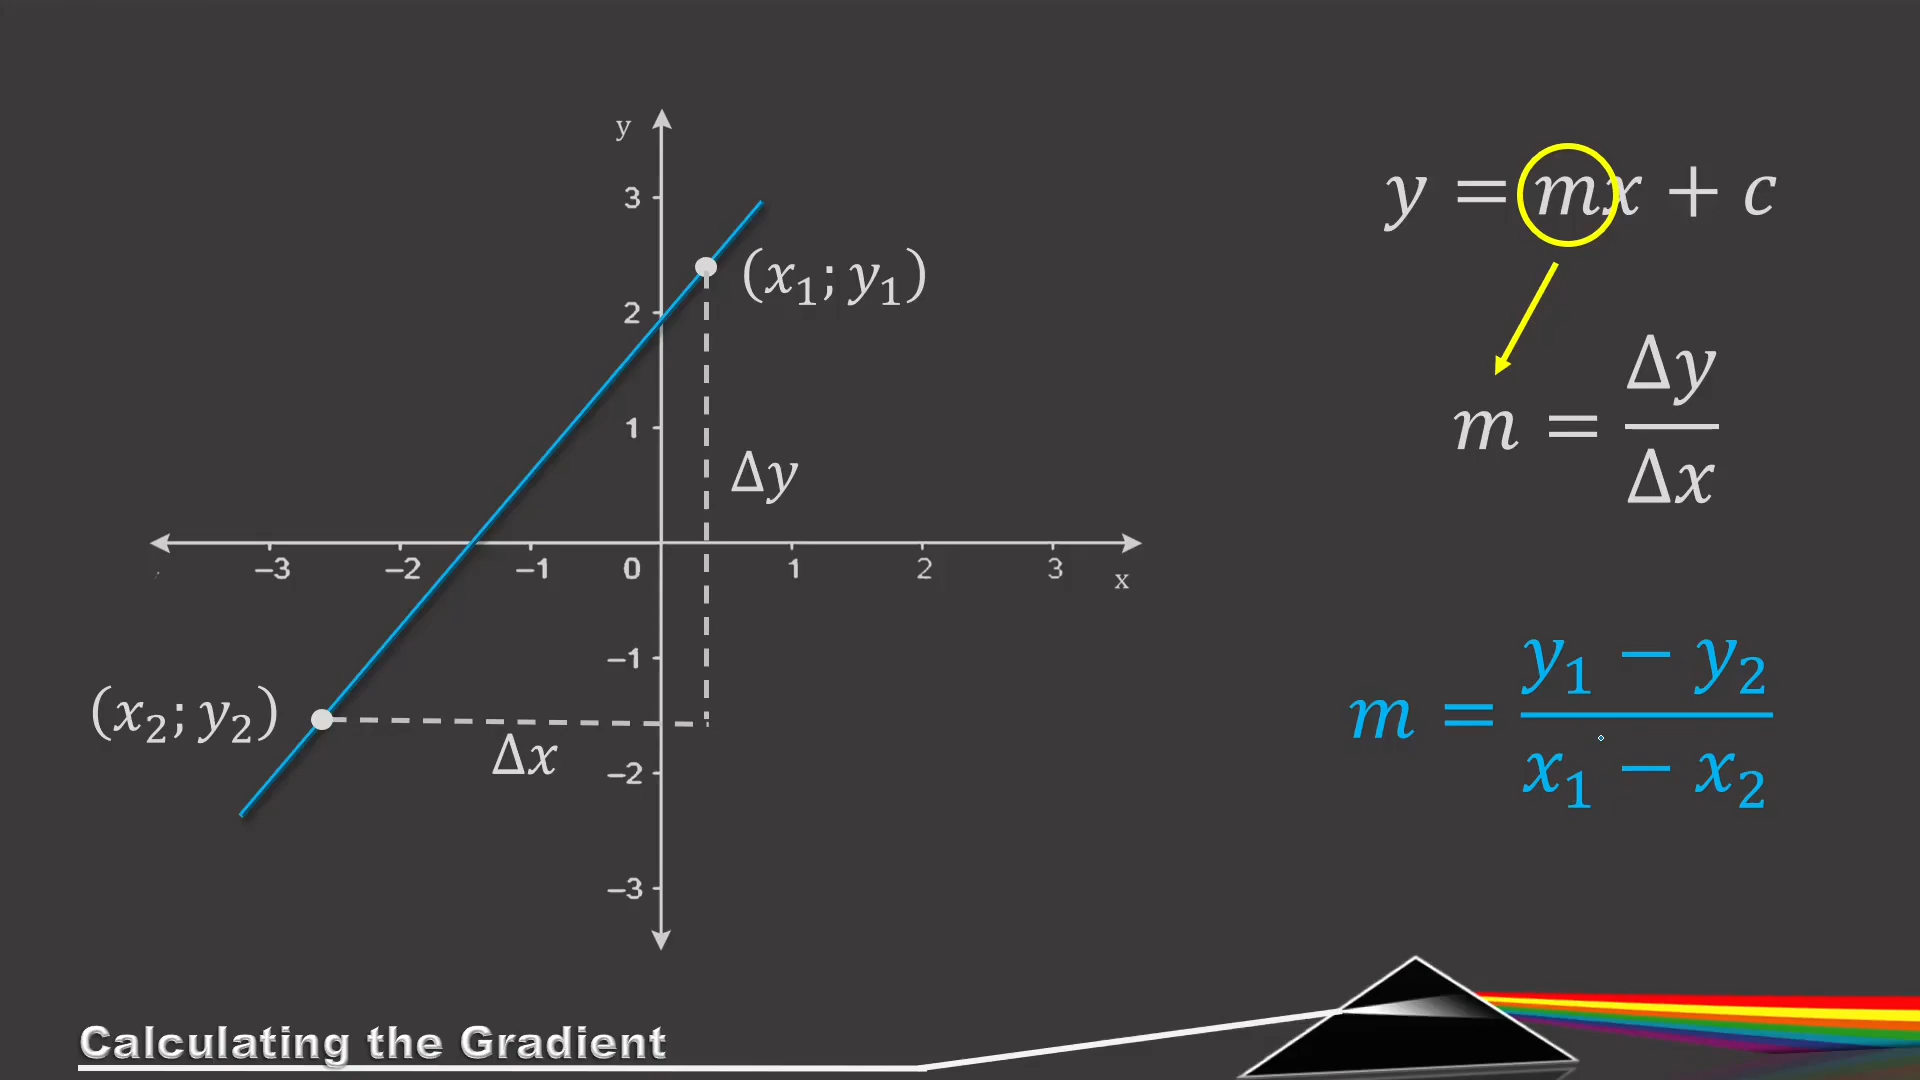 y
3
(x₁; y₁)
2
1
Δy
–3 –2 –1 0 1 2 3 x
–1
(x₂; y₂)
Δx
–2
–3
y = mx + c
m = Δy/Δx
m = (y₁ − y₂)/(x₁ − x₂)
Calculating the Gradient